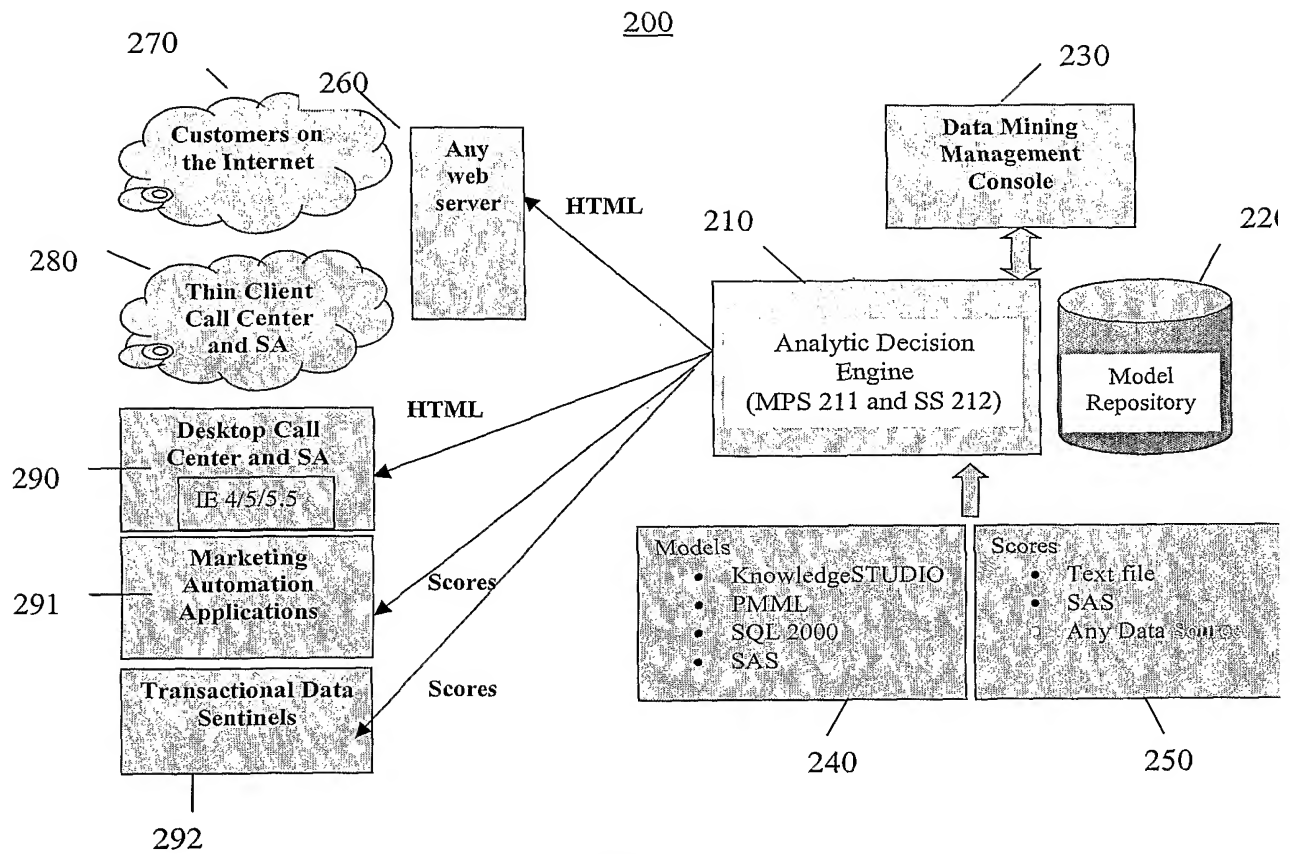 200
270
260
230
Customers on
the Internet
Any
web
server
HTML
Data Mining
Management
Console
210
280
Thin Client
Call Center
and SA
Analytic Decision
Engine
(MPS 211 and SS 212)
Model
Repository
HTML
290
Desktop Call
Center and SA
IE 4/5/5.5
291
Marketing
Automation
Applications
Scores
Transactional Data
Sentinels
Scores
292
Models
• KnowledgeSTUDIO
• PMML
• SQL 2000
• SAS
Scores
• Text file
• SAS
Any Data Source
240
250